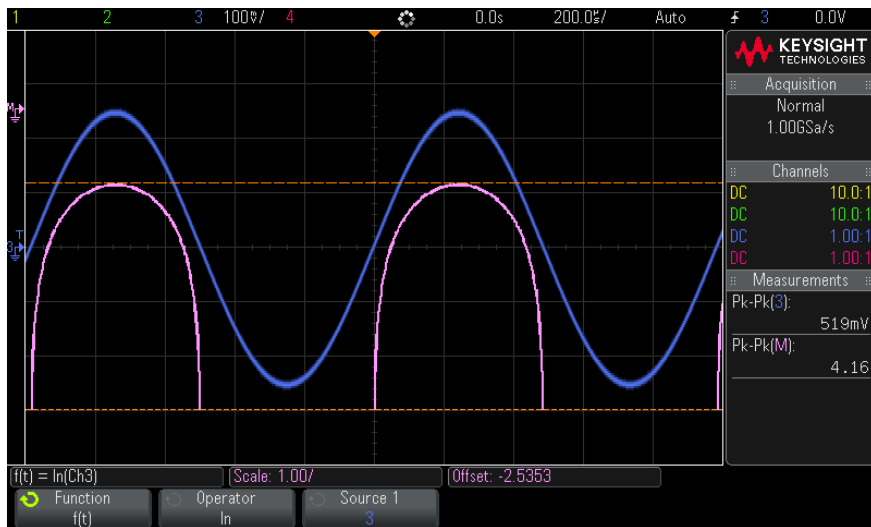 1 2 3 100㎷/ 4 0.0s 200.0㎲/ Auto 3 0.0V
KEYSIGHT
TECHNOLOGIES
Acquisition
Normal
1.00GSa/s
Channels
DC 10.0:1
DC 10.0:1
DC 1.00:1
DC 1.00:1
Measurements
Pk-Pk(3):
519mV
Pk-Pk(M):
4.16
M
T
3
f(t) = ln(Ch3) Scale: 1.00/ Offset: -2.5353
Function Operator Source 1
f(t) ln 3